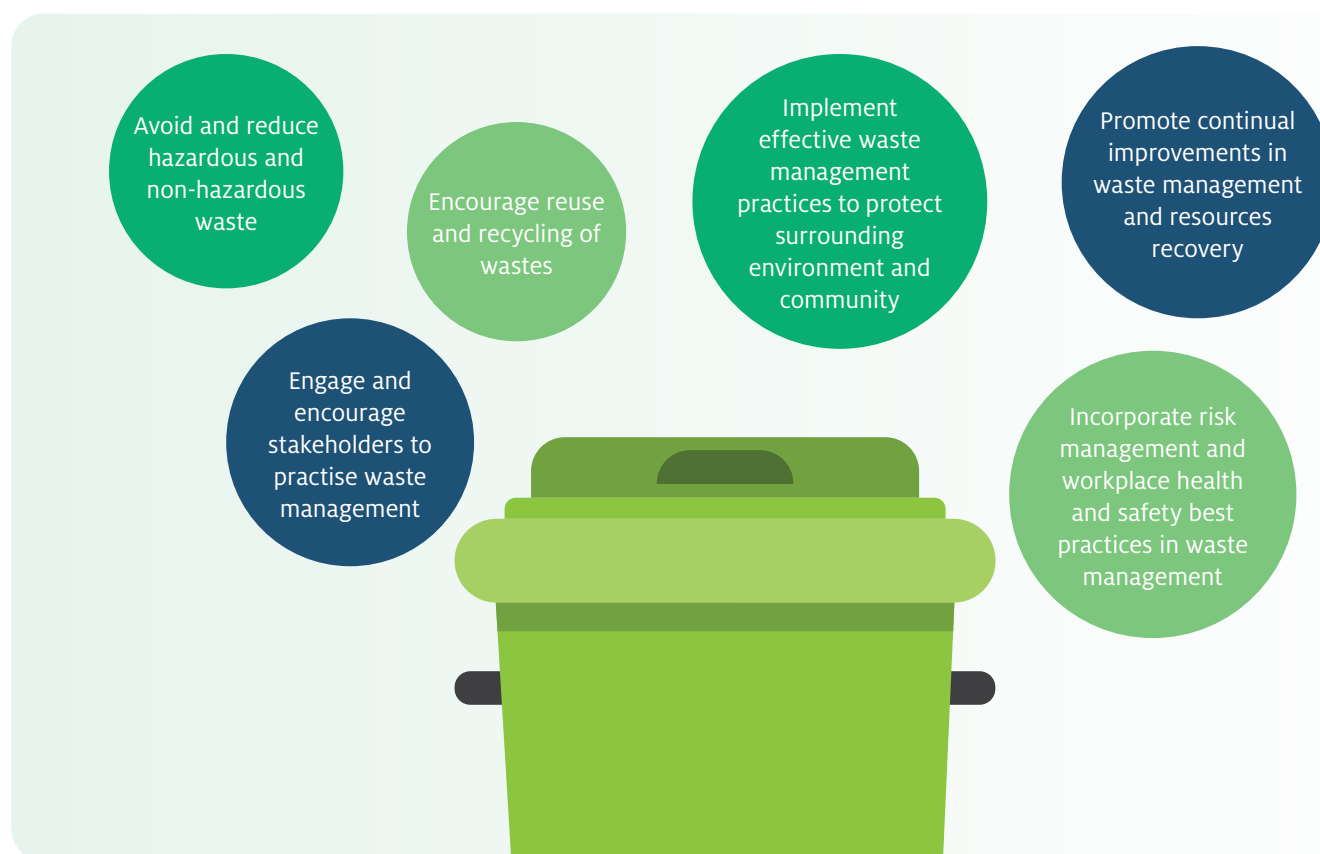 Avoid and reduce
hazardous and
non-hazardous
waste
Encourage reuse
and recycling of
wastes
Implement
effective waste
management
practices to protect
surrounding
environment and
community
Promote continual
improvements in
waste management
and resources
recovery
Engage and
encourage
stakeholders to
practise waste
management
Incorporate risk
management and
workplace health
and safety best
practices in waste
management